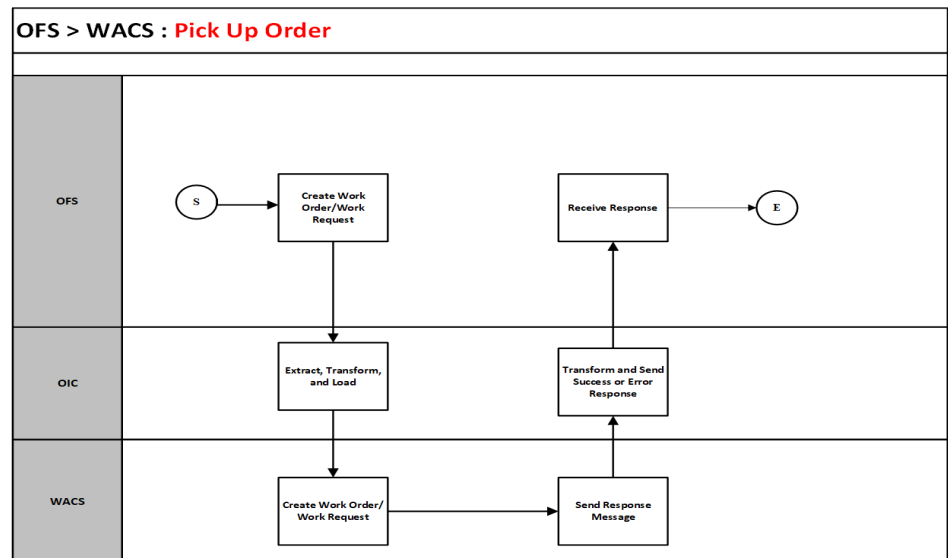 OFS > WACS : Pick Up Order
OFS
S
Create Work
Order/Work
Request
Receive Response
E
OIC
Extract, Transform,
and Load
Transform and Send
Success or Error
Response
WACS
Create Work Order/
Work Request
Send Response
Message